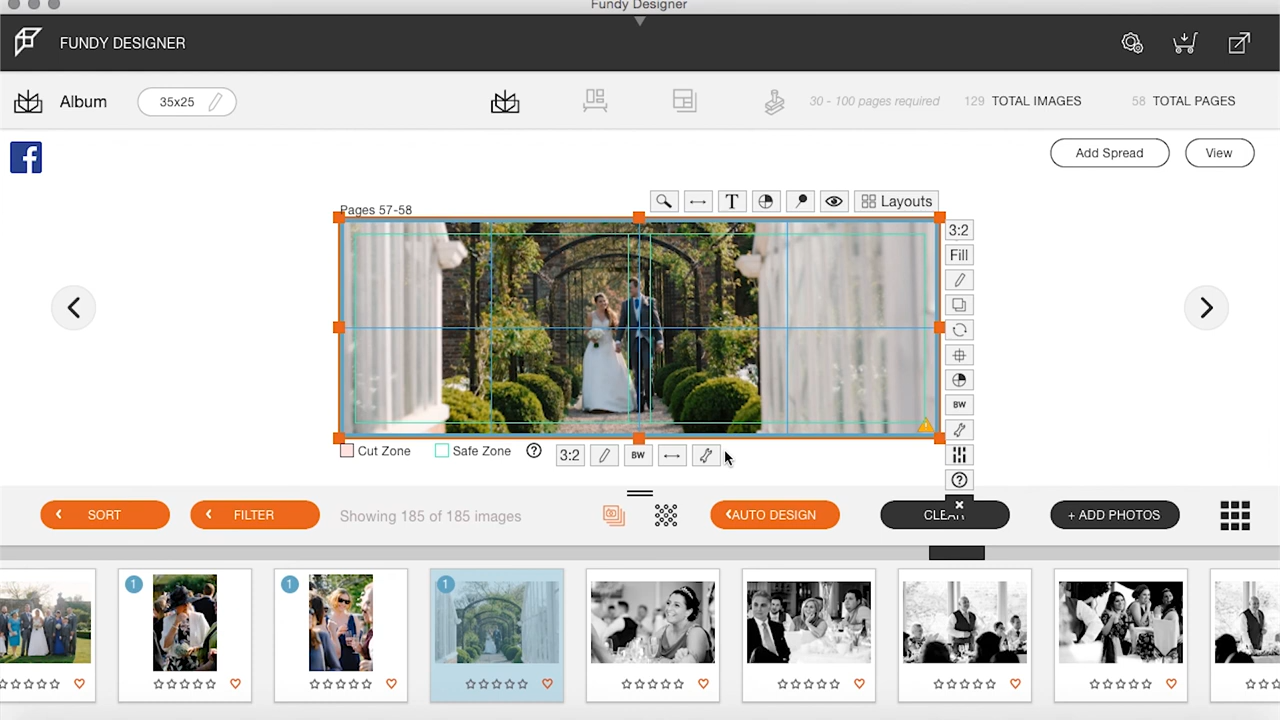 Fundy Designer
FUNDY DESIGNER
Album
35x25
30 - 100 pages required
129 TOTAL IMAGES
58 TOTAL PAGES
Add Spread
View
Pages 57-58
T
Layouts
3:2
Fill
BW
Cut Zone
Safe Zone
?
3:2
BW
?
SORT
FILTER
Showing 185 of 185 images
AUTO DESIGN
+ ADD PHOTOS
1
1
1